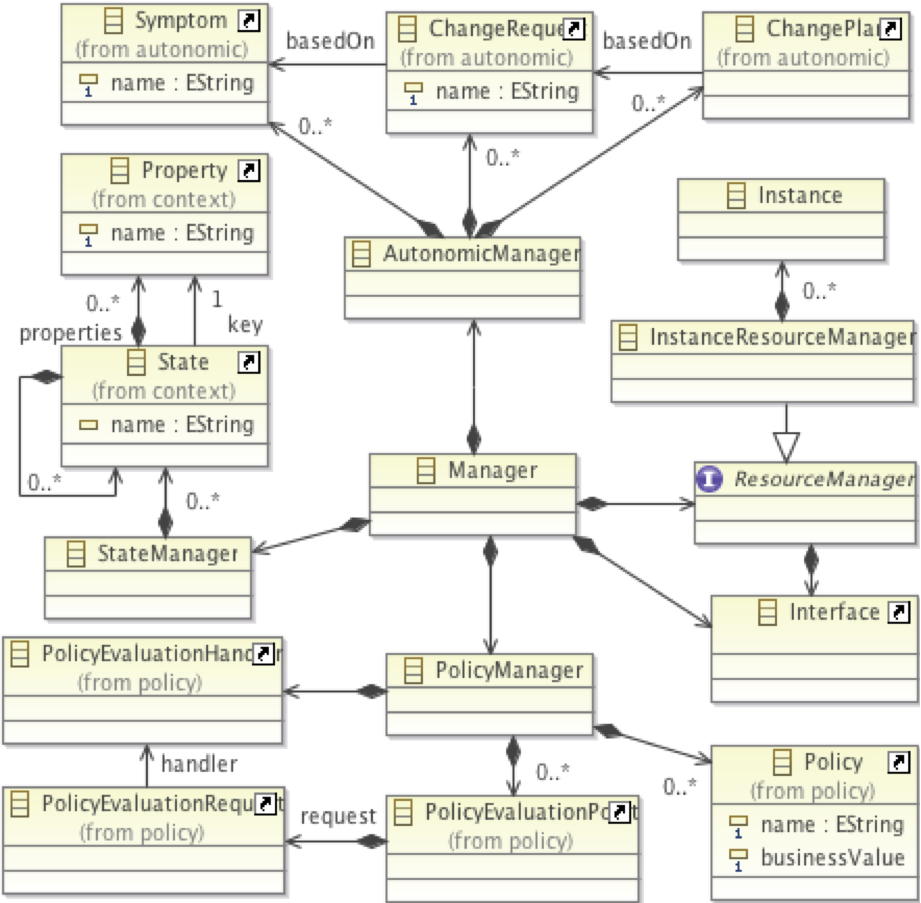 Symptom
(from autonomic)
name : EString
basedOn
ChangeReque
(from autonomic)
name : EString
basedOn
ChangePla
(from autonomic)
0..*
0..*
0..*
Property
(from context)
name : EString
AutonomicManager
Instance
0..*
0..*
properties
1
key
State
(from context)
name : EString
0..*
0..*
InstanceResourceManager
Manager
I ResourceManager
StateManager
Interface
PolicyEvaluationHand r
(from policy)
PolicyManager
handler
0..*
0..*
Policy
(from policy)
name : EString
businessValue
PolicyEvaluationRequ t
(from policy)
request
PolicyEvaluationPo t
(from policy)